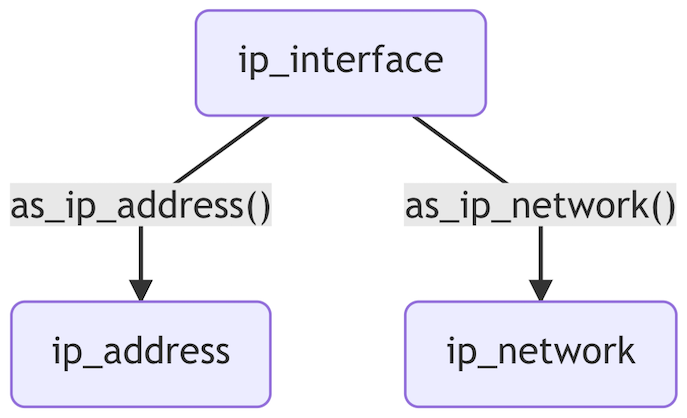 ip_interface
as_ip_address()
as_ip_network()
ip_address
ip_network